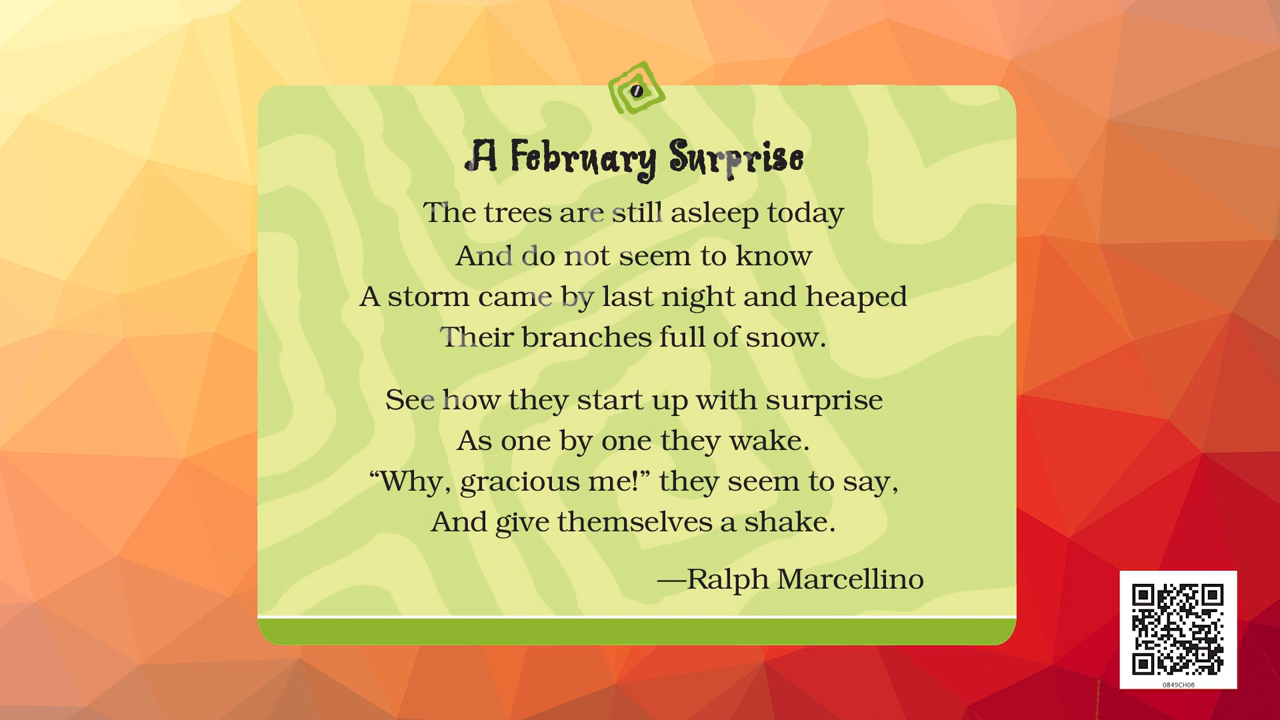 A February Surprise
The trees are still asleep today
And do not seem to know
A storm came by last night and heaped
Their branches full of snow.
See how they start up with surprise
As one by one they wake.
“Why, gracious me!” they seem to say,
And give themselves a shake.
—Ralph Marcellino
0849CH06